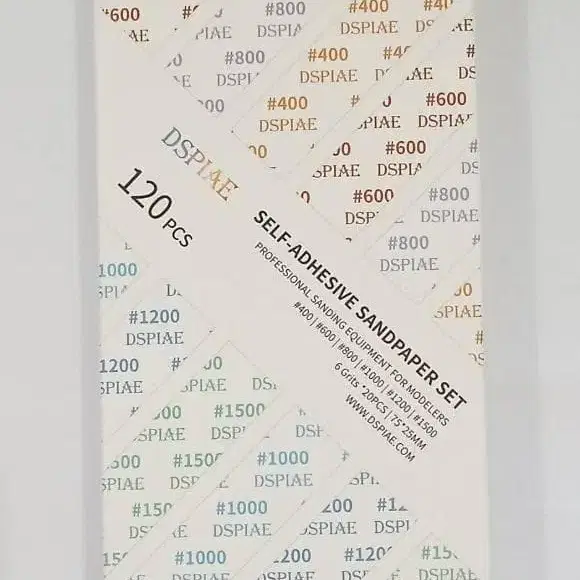 #600 #800 #400
DSPIAE
#800 #400
DSPIAE DSPIAE
#400 #600
DSPIAE
#600
#600 #800
DSPIAE
#800
DSPIAE
DSPIAE
120 PCS
SELF-ADHESIVE SANDPAPER SET
PROFESSIONAL SANDING EQUIPMENT FOR MODELERS
#400 | #600 | #800 | #1000 | #1200 | #1500
6 Grits *20PCS | 75*25MM
WWW.DSPIAE.COM
#1200
DSPIAE
#1500
#1000
DSPIAE
#1000
DSPIAE
#1000
DSPIAE